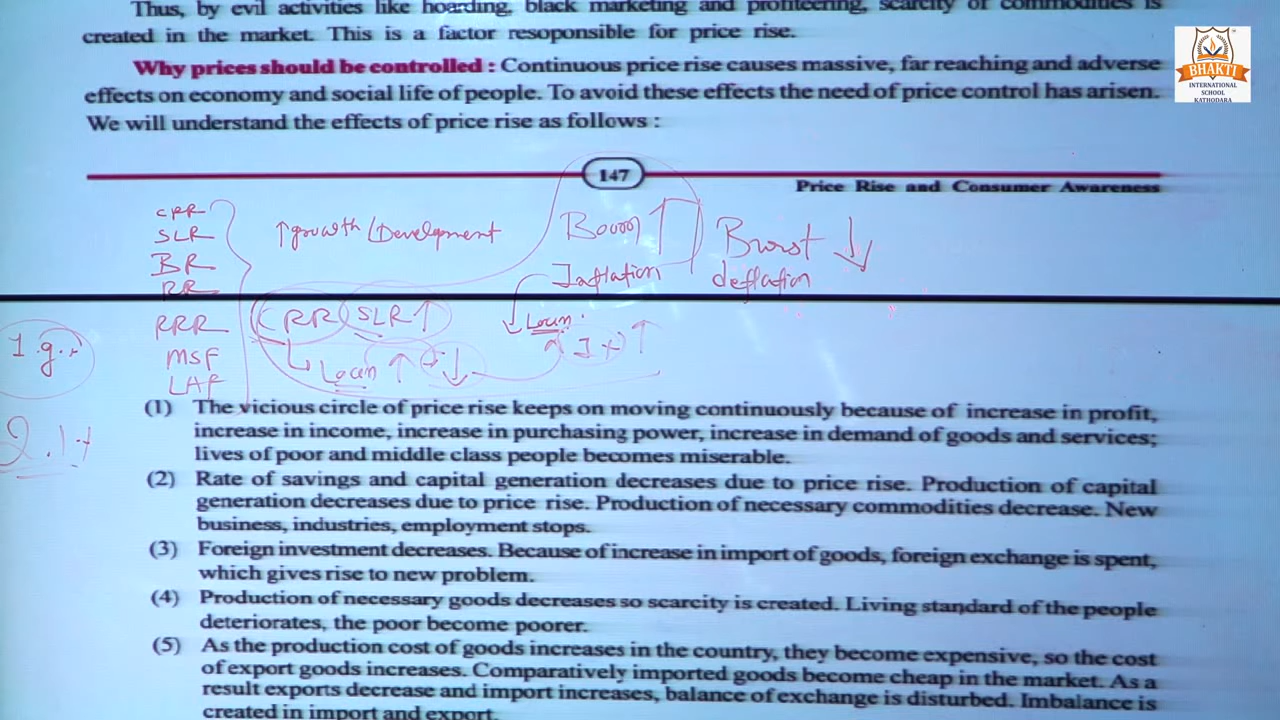 Thus, by evil activities like hoarding, black marketing and profiteering, scarcity of commodities is
created in the market. This is a factor resoponsible for price rise.
Why prices should be controlled : Continuous price rise causes massive, far reaching and adverse
effects on economy and social life of people. To avoid these effects the need of price control has arisen.
We will understand the effects of price rise as follows :
BHAKTI
INTERNATIONAL
SCHOOL
KATHODARA
147
Price Rise and Consumer Awareness
CRR
SLR
BR
RR
RRR
MSF
LAF
↑growth/Development
Inflation
deflation
CRR SLR ↑
Loan ↑ ↓
↓ Loan
(1) The vicious circle of price rise keeps on moving continuously because of increase in profit,
increase in income, increase in purchasing power, increase in demand of goods and services;
lives of poor and middle class people becomes miserable.
(2) Rate of savings and capital generation decreases due to price rise. Production of capital
generation decreases due to price rise. Production of necessary commodities decrease. New
business, industries, employment stops.
(3) Foreign investment decreases. Because of increase in import of goods, foreign exchange is spent,
which gives rise to new problem.
(4) Production of necessary goods decreases so scarcity is created. Living standard of the people
deteriorates, the poor become poorer.
(5) As the production cost of goods increases in the country, they become expensive, so the cost
of export goods increases. Comparatively imported goods become cheap in the market. As a
result exports decrease and import increases, balance of exchange is disturbed. Imbalance is
created in import and export.